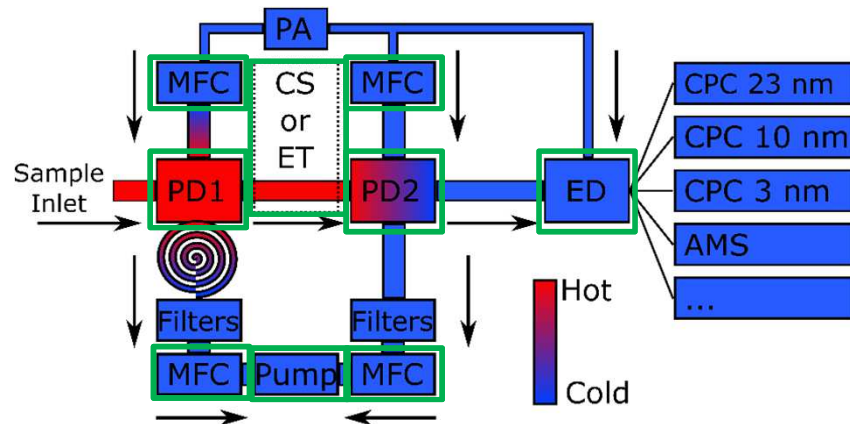 PA
MFC
CS
or
ET
MFC
CPC 23 nm
CPC 10 nm
Sample
Inlet
PD1
PD2
ED
CPC 3 nm
AMS
...
Filters
Filters
Hot
Cold
MFC
Pump
MFC